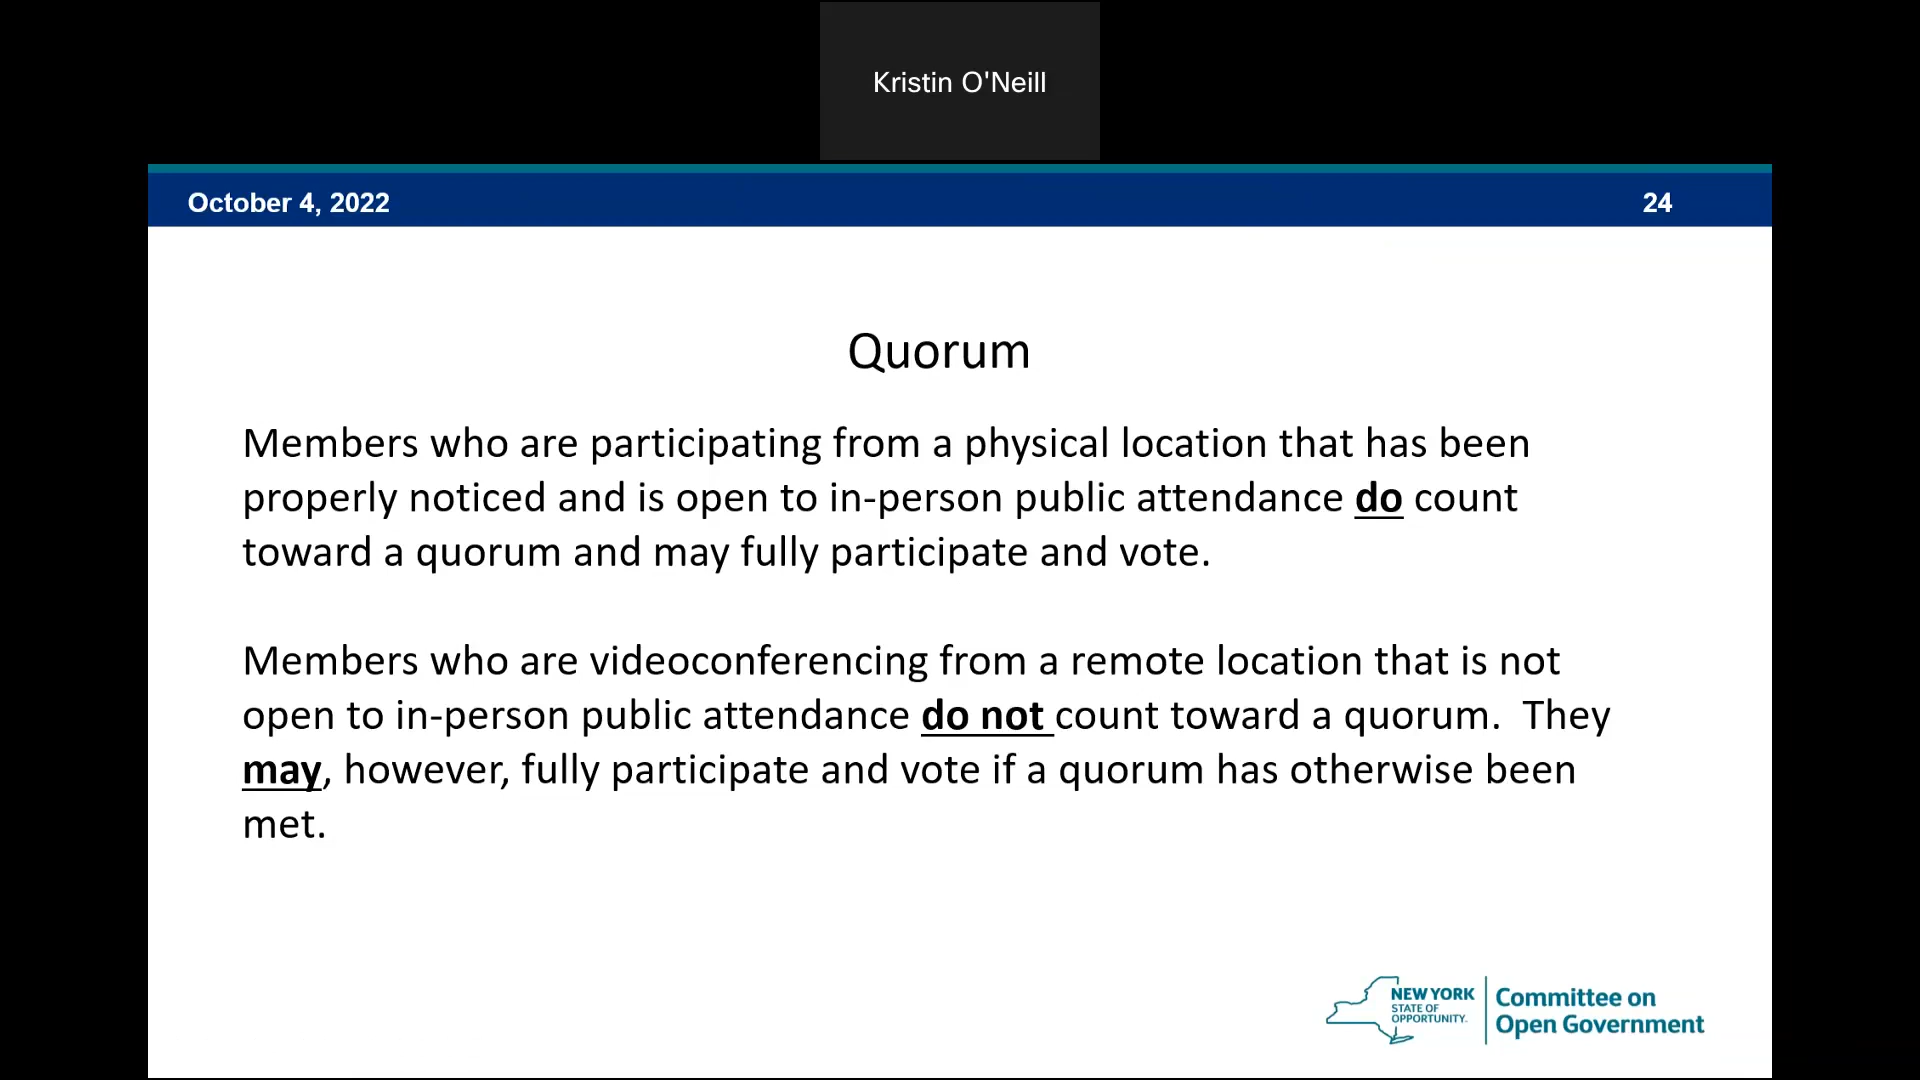 Kristin O'Neill
October 4, 2022
24
Quorum
Members who are participating from a physical location that has been
properly noticed and is open to in-person public attendance do count
toward a quorum and may fully participate and vote.
Members who are videoconferencing from a remote location that is not
open to in-person public attendance do not count toward a quorum.  They
may, however, fully participate and vote if a quorum has otherwise been
met.
NEW YORK
STATE OF
OPPORTUNITY.
Committee on
Open Government